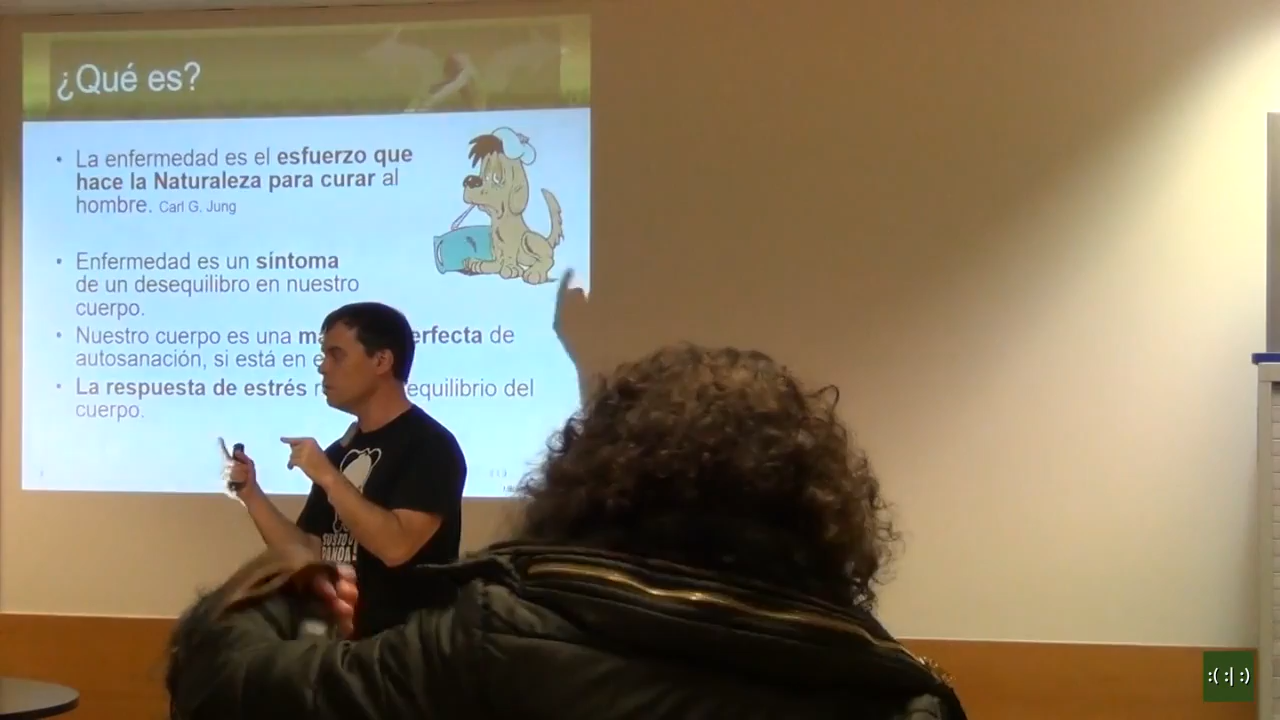 ¿Qué es?
• La enfermedad es el esfuerzo que
hace la Naturaleza para curar al
hombre. Carl G. Jung
• Enfermedad es un síntoma
de un desequilibro en nuestro
cuerpo.
• Nuestro cuerpo es una erfecta de
autosanación, si está en
• La respuesta de estrés equilibrio del
cuerpo.
PANDA!
:( :| :)